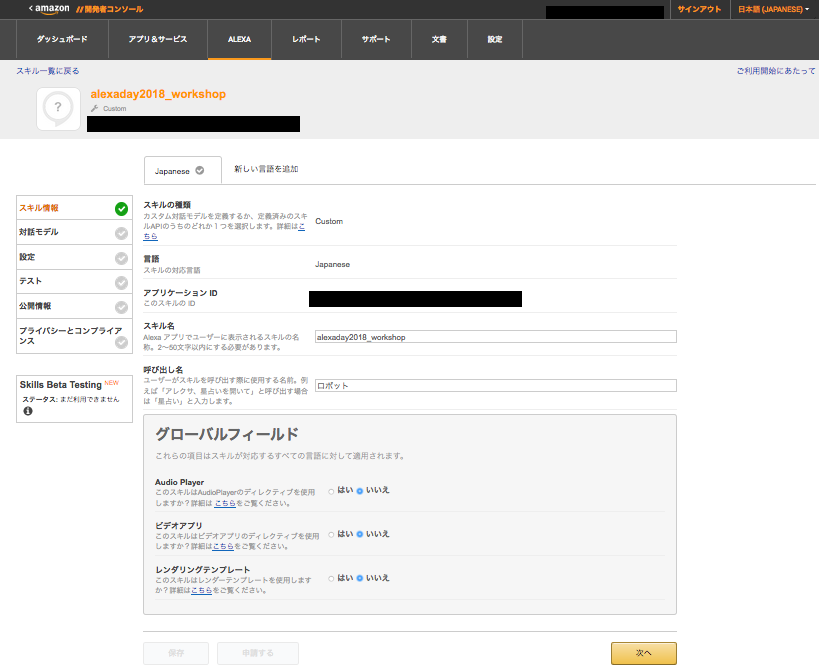 < amazon 開発者コンソール
サインアウト
日本語 (JAPANESE)
ダッシュボード
アプリ＆サービス
ALEXA
レポート
サポート
文書
設定
スキル一覧に戻る
ご利用開始にあたって
?
alexaday2018_workshop
Custom
Japanese
新しい言語を追加
スキル情報
対話モデル
設定
テスト
公開情報
プライバシーとコンプライア
ンス
Skills Beta Testing NEW
ステータス: まだ利用できません
スキルの種類
カスタム対話モデルを定義するか、定義済みのス
キルAPIのうちのどれか１つを選択します。詳細はこ
ちら
Custom
言語
スキルの対応言語
Japanese
アプリケーション ID
このスキルの ID
スキル名
Alexa アプリでユーザーに表示されるスキルの名
称。2〜50文字以内にする必要があります。
alexaday2018_workshop
呼び出し名
ユーザーがスキルを呼び出す際に使用する名前。例
えば「アレクサ、星占いを開いて」と呼び出す場合
は「星占い」と入力します。
ロボット
グローバルフィールド
これらの項目はスキルが対応するすべての言語に対して適用されます。
Audio Player
このスキルはAudioPlayerのディレクティブを使用
しますか？詳細は こちらをご覧ください。
はい いいえ
ビデオアプリ
このスキルはビデオアプリのディレクティブを使用
しますか？詳細はこちらをご覧ください。
はい いいえ
レンダリングテンプレート
このスキルはレンダーテンプレートを使用します
か？詳細はこちらをご覧ください。
はい いいえ
保存
申請する
次へ